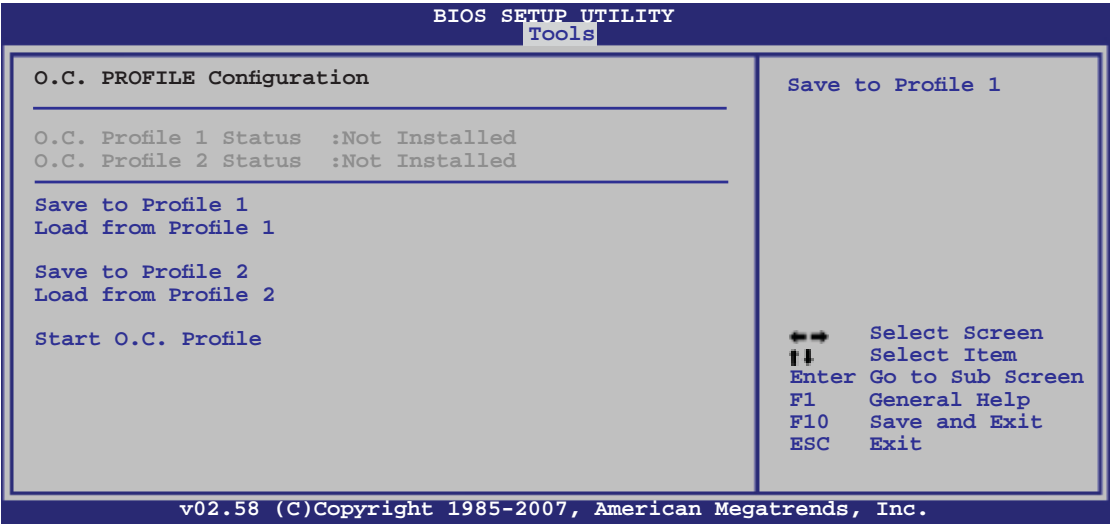 BIOS SETUP UTILITY
Tools
O.C. PROFILE Configuration
O.C. Profile 1 Status :Not Installed
O.C. Profile 2 Status :Not Installed
Save to Profile 1
Load from Profile 1
Save to Profile 2
Load from Profile 2
Start O.C. Profile
Save to Profile 1
←→ Select Screen
↑↓ Select Item
Enter Go to Sub Screen
F1 General Help
F10 Save and Exit
ESC Exit
v02.58 (C)Copyright 1985-2007, American Megatrends, Inc.